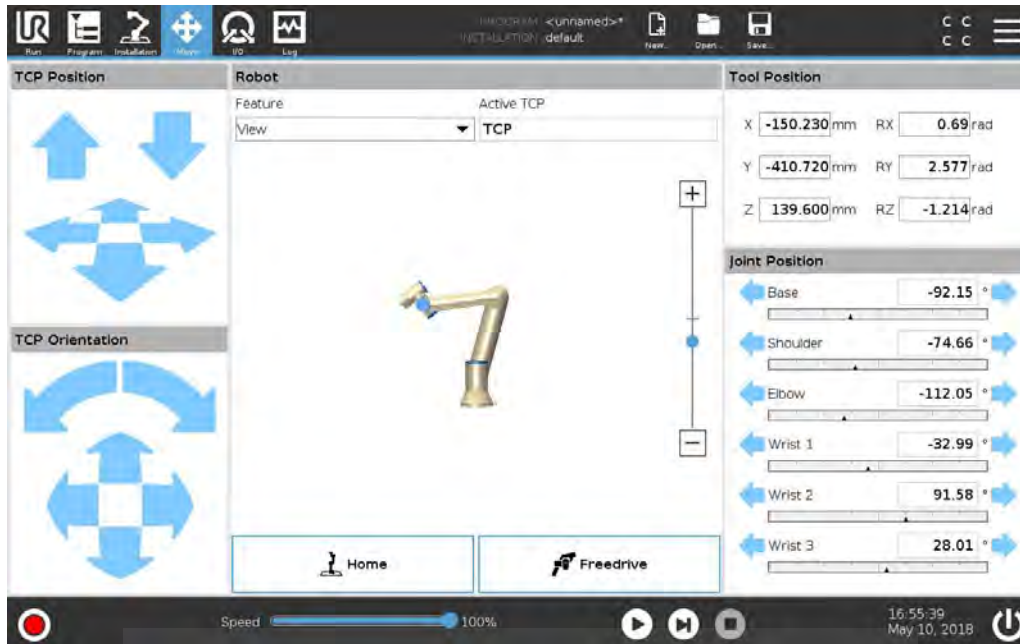 UR
Run Program Installation Move I/O Log
PROGRAM <unnamed>*
INSTALLATION default
New... Open... Save...
C C
C C
TCP Position
Robot
Tool Position
Feature
Active TCP
View
TCP
X -150.230 mm RX 0.69 rad
Y -410.720 mm RY 2.577 rad
Z 139.600 mm RZ -1.214 rad
+
−
Joint Position
Base -92.15 °
Shoulder -74.66 °
Elbow -112.05 °
Wrist 1 -32.99 °
Wrist 2 91.58 °
Wrist 3 28.01 °
TCP Orientation
Home
Freedrive
Speed 100%
16:55:39
May 10, 2018